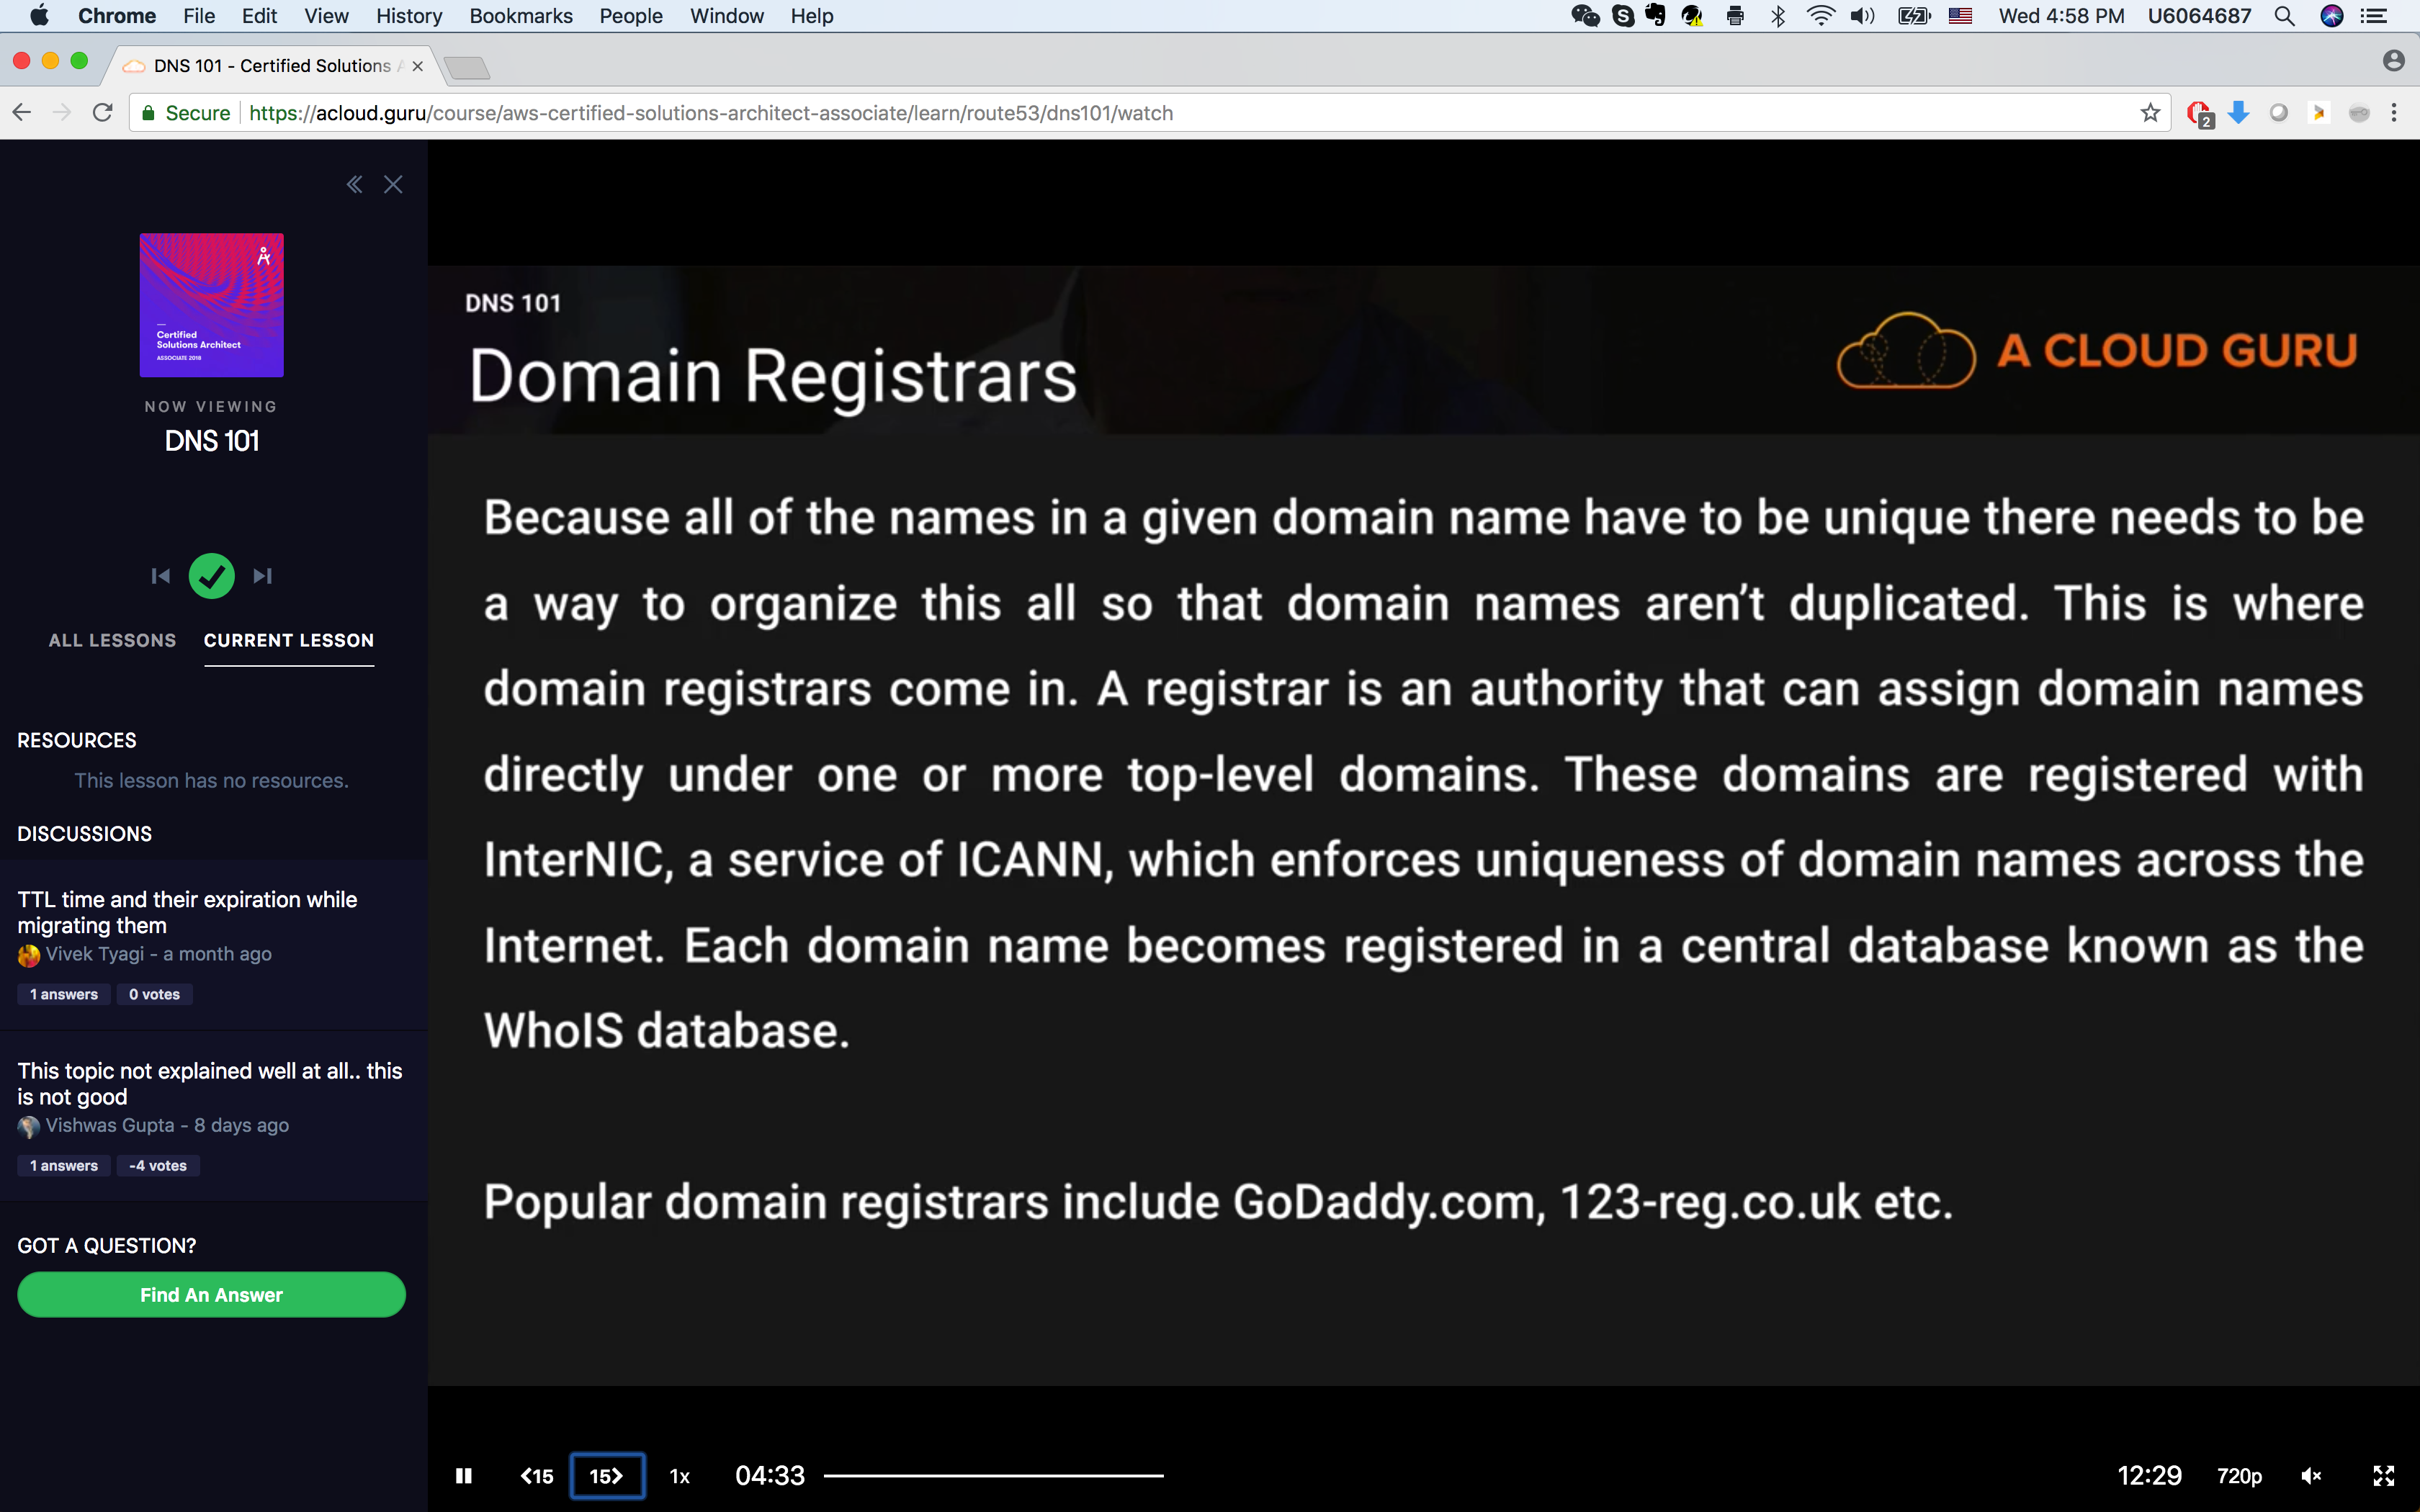 Chrome File Edit View History Bookmarks People Window Help
Wed 4:58 PM U6064687
DNS 101 - Certified Solutions
Secure https://acloud.guru/course/aws-certified-solutions-architect-associate/learn/route53/dns101/watch
2
Certified
Solutions Architect
ASSOCIATE 2018
NOW VIEWING
DNS 101
ALL LESSONS CURRENT LESSON
RESOURCES
This lesson has no resources.
DISCUSSIONS
TTL time and their expiration while
migrating them
Vivek Tyagi - a month ago
1 answers 0 votes
This topic not explained well at all.. this
is not good
Vishwas Gupta - 8 days ago
1 answers -4 votes
GOT A QUESTION?
Find An Answer
DNS 101
Domain Registrars
A CLOUD GURU
Because all of the names in a given domain name have to be unique there needs to be
a way to organize this all so that domain names aren't duplicated. This is where
domain registrars come in. A registrar is an authority that can assign domain names
directly under one or more top-level domains. These domains are registered with
InterNIC, a service of ICANN, which enforces uniqueness of domain names across the
Internet. Each domain name becomes registered in a central database known as the
WhoIS database.
Popular domain registrars include GoDaddy.com, 123-reg.co.uk etc.
<15 15> 1x 04:33 12:29 720p